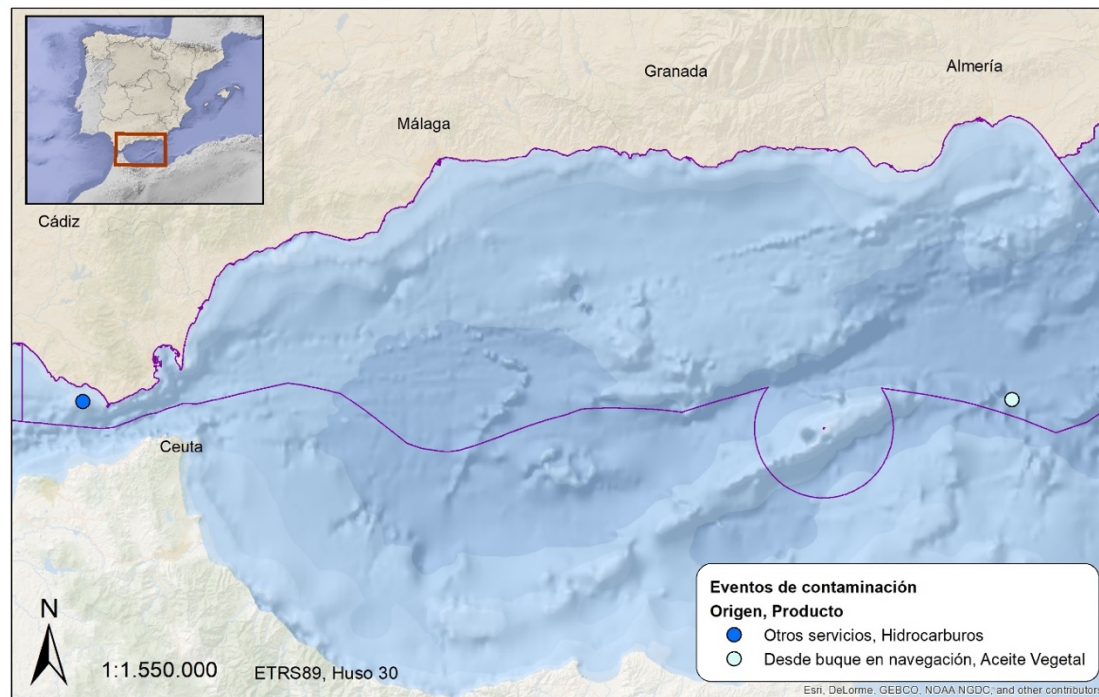 Almería
Granada
Málaga
Cádiz
Ceuta
Eventos de contaminación
Origen, Producto
Otros servicios, Hidrocarburos
Desde buque en navegación, Aceite Vegetal
N
1:1.550.000
ETRS89, Huso 30
Esri, DeLorme, GEBCO, NOAA NGDC, and other contributors